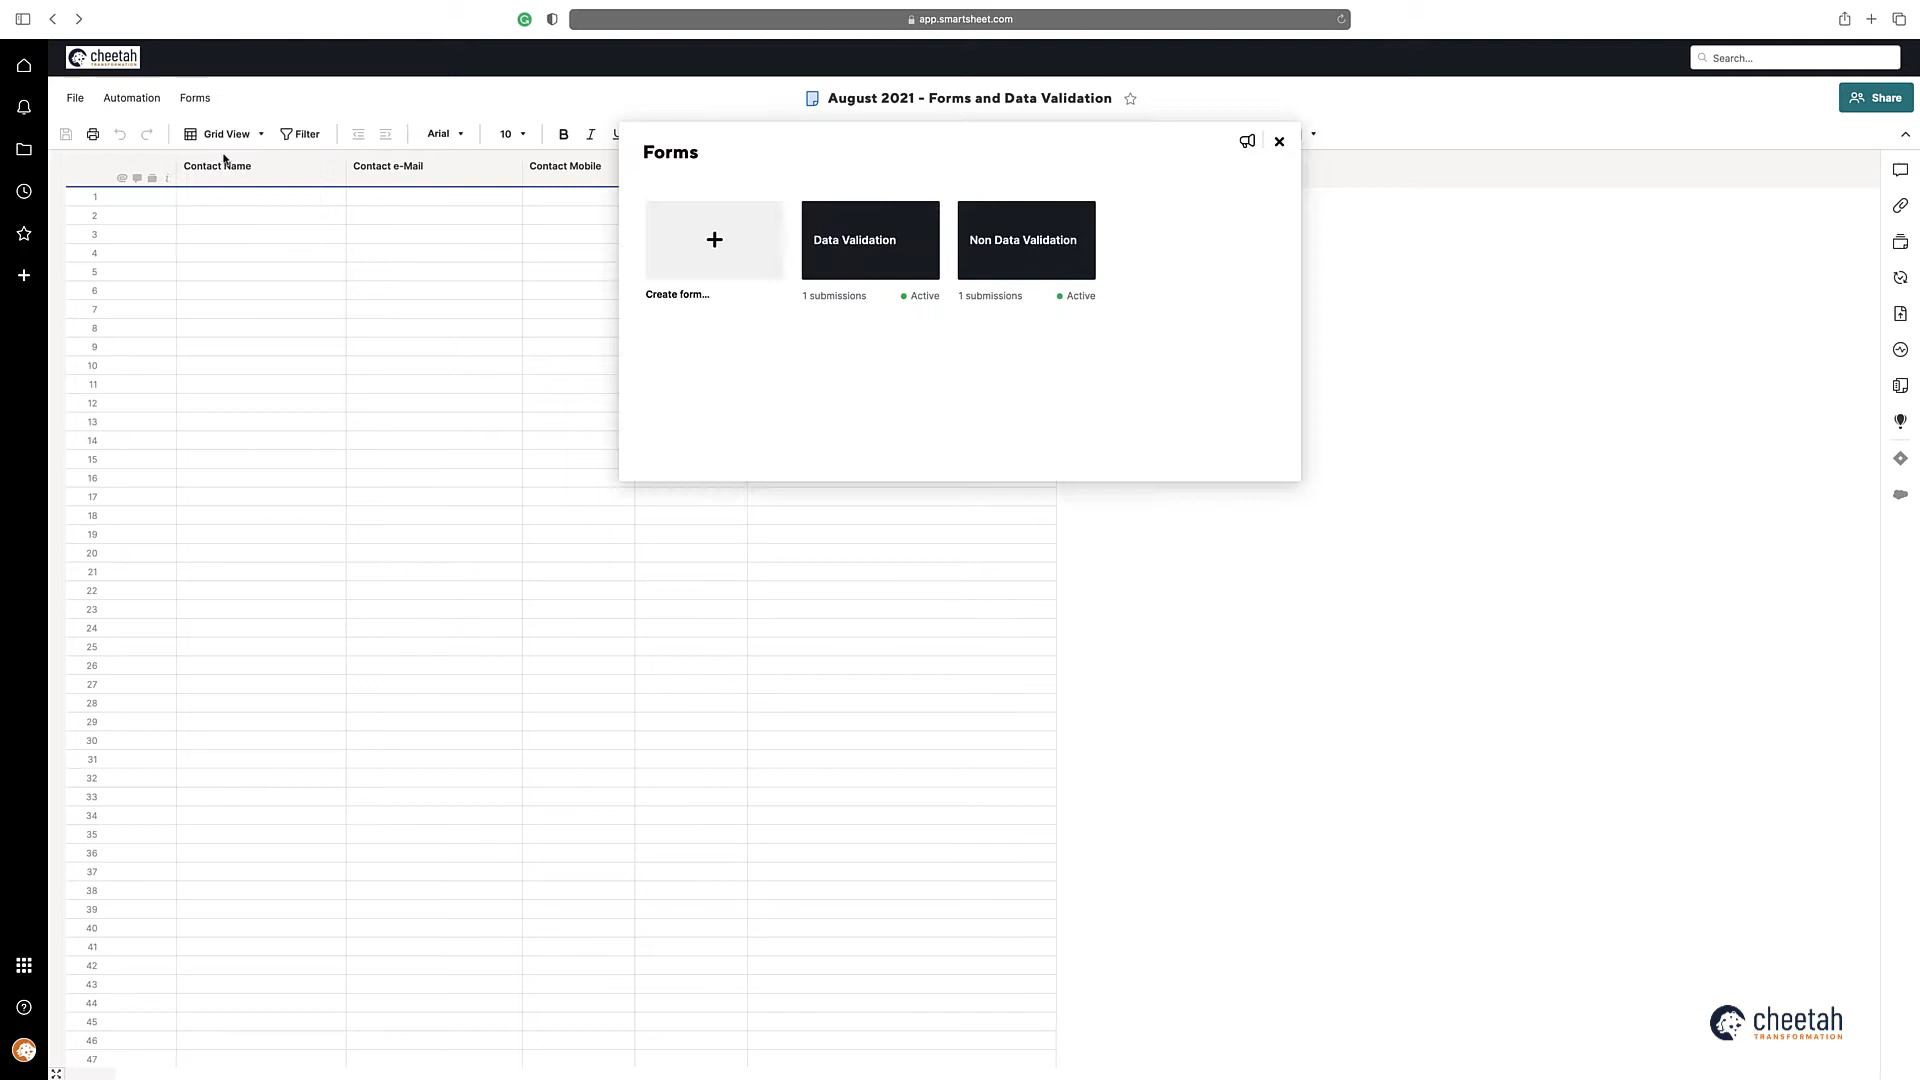 app.smartsheet.com
cheetah
TRANSFORMATION
Search...
File
Automation
Forms
August 2021 - Forms and Data Validation
Share
Grid View
Filter
Arial
10
B
I
U
Forms
Contact Name
Contact e-Mail
Contact Mobile
Data Validation
Non Data Validation
Create form...
1 submissions
Active
1 submissions
Active
1
2
3
4
5
6
7
8
9
10
11
12
13
14
15
16
17
18
19
20
21
22
23
24
25
26
27
28
29
30
31
32
33
34
35
36
37
38
39
40
41
42
43
44
45
46
47
cheetah
TRANSFORMATION